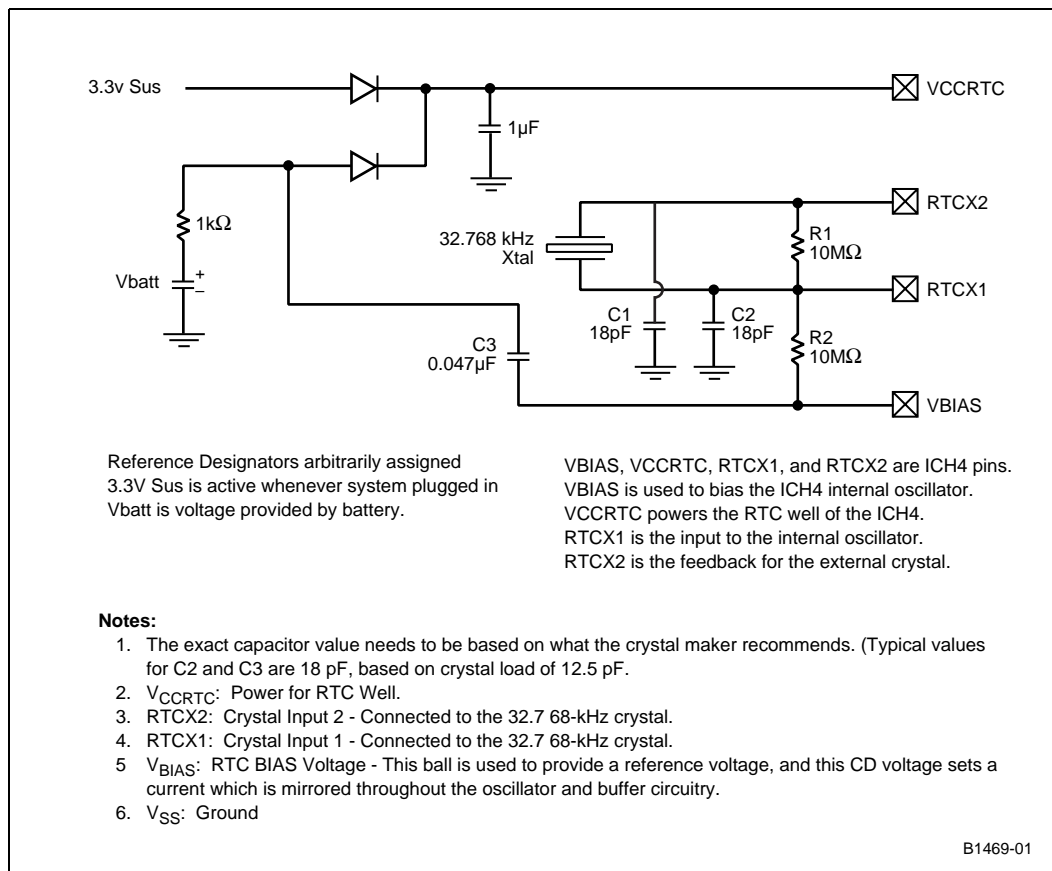 3.3v Sus
VCCRTC
1µF
RTCX2
1kΩ
32.768 kHz
Xtal
R1
10MΩ
Vbatt
+
–
RTCX1
C1
18pF
C2
18pF
C3
0.047µF
R2
10MΩ
VBIAS
Reference Designators arbitrarily assigned
3.3V Sus is active whenever system plugged in
Vbatt is voltage provided by battery.
VBIAS, VCCRTC, RTCX1, and RTCX2 are ICH4 pins.
VBIAS is used to bias the ICH4 internal oscillator.
VCCRTC powers the RTC well of the ICH4.
RTCX1 is the input to the internal oscillator.
RTCX2 is the feedback for the external crystal.
Notes:
1. The exact capacitor value needs to be based on what the crystal maker recommends. (Typical values
for C2 and C3 are 18 pF, based on crystal load of 12.5 pF.
2. VCCRTC: Power for RTC Well.
3. RTCX2: Crystal Input 2 - Connected to the 32.7 68-kHz crystal.
4. RTCX1: Crystal Input 1 - Connected to the 32.7 68-kHz crystal.
5 VBIAS: RTC BIAS Voltage - This ball is used to provide a reference voltage, and this CD voltage sets a
current which is mirrored throughout the oscillator and buffer circuitry.
6. VSS: Ground
B1469-01